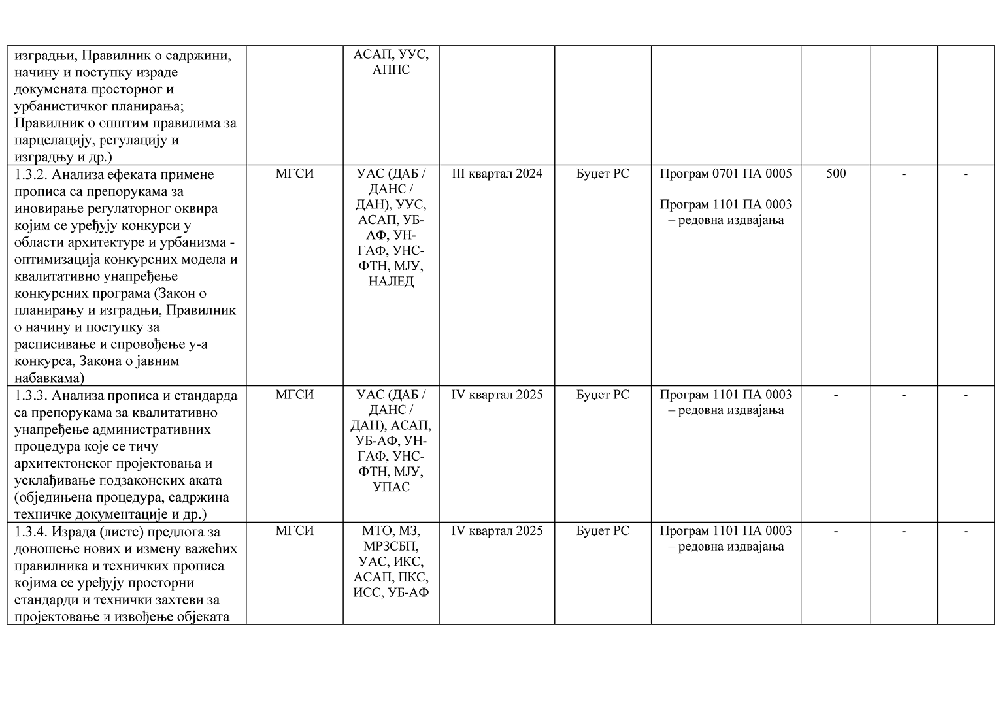 изградњи, Правилник о садржини,
начину и поступку израде
докумената просторног и
урбанистичког планирања;
Правилник о општим правилима за
парцелацију, регулацију и
изградњу и др.)
АСАП, УУС,
АППС
1.3.2. Анализа ефеката примене
прописа са препорукама за
иновирање регулаторног оквира
којим се уређују конкурси у
области архитектуре и урбанизма -
оптимизација конкурсних модела и
квалитативно унапређење
конкурсних програма (Закон о
планирању и изградњи, Правилник
о начину и поступку за
расписивање и спровођење у-а
конкурса, Закона о јавним
набавкама)
МГСИ
УАС (ДАБ /
ДАНС /
ДАН), УУС,
АСАП, УБ-
АФ, УН-
ГАФ, УНС-
ФТН, МЈУ,
НАЛЕД
III квартал 2024
Буџет РС
Програм 0701 ПА 0005
Програм 1101 ПА 0003
– редовна издвајања
500
-
-
1.3.3. Анализа прописа и стандарда
са препорукама за квалитативно
унапређење административних
процедура које се тичу
архитектонског пројектовања и
усклађивање подзаконских аката
(обједињена процедура, садржина
техничке документације и др.)
МГСИ
УАС (ДАБ /
ДАНС /
ДАН), АСАП,
УБ-АФ, УН-
ГАФ, УНС-
ФТН, МЈУ,
УПАС
IV квартал 2025
Буџет РС
Програм 1101 ПА 0003
– редовна издвајања
-
-
-
1.3.4. Израда (листе) предлога за
доношење нових и измену важећих
правилника и техничких прописа
којима се уређују просторни
стандарди и технички захтеви за
пројектовање и извођење објеката
МГСИ
МТО, МЗ,
МРЗСБП,
УАС, ИКС,
АСАП, ПКС,
ИСС, УБ-АФ
IV квартал 2025
Буџет РС
Програм 1101 ПА 0003
– редовна издвајања
-
-
-